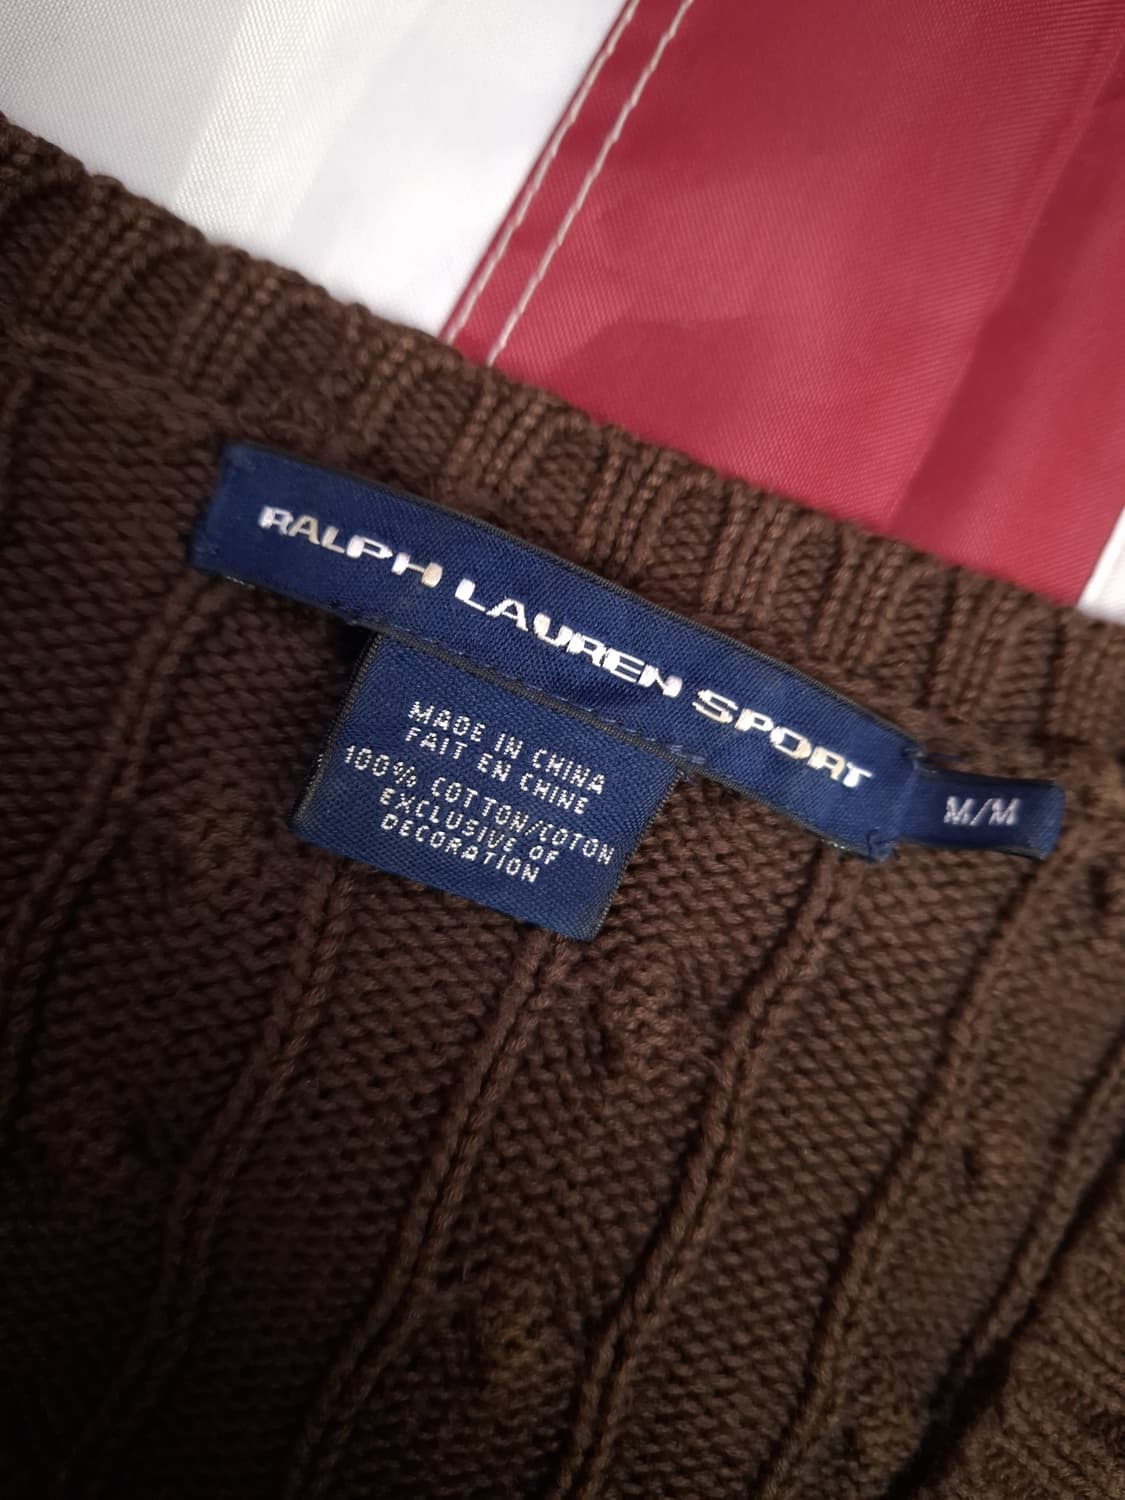 RALPH LAUREN SPORT
M/M
MADE IN CHINA
FAIT EN CHINE
100% COTTON/COTON
EXCLUSIVE OF
DECORATION